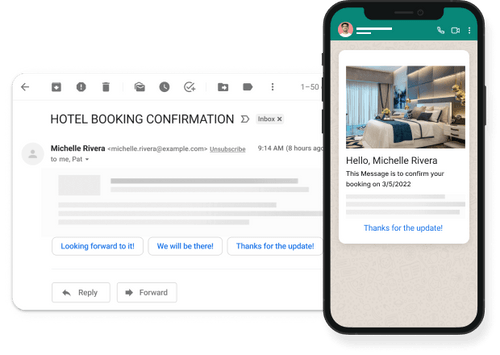 1–50
HOTEL BOOKING CONFIRMATION
Inbox ×
Michelle Rivera <michelle.rivera@example.com> Unsubscribe
9:14 AM (8 hours ago
to me, Pat
Looking forward to it!
We will be there!
Thanks for the update!
Reply
Forward
Hello, Michelle Rivera
This Message is to confirm your
booking on 3/5/2022
Thanks for the update!